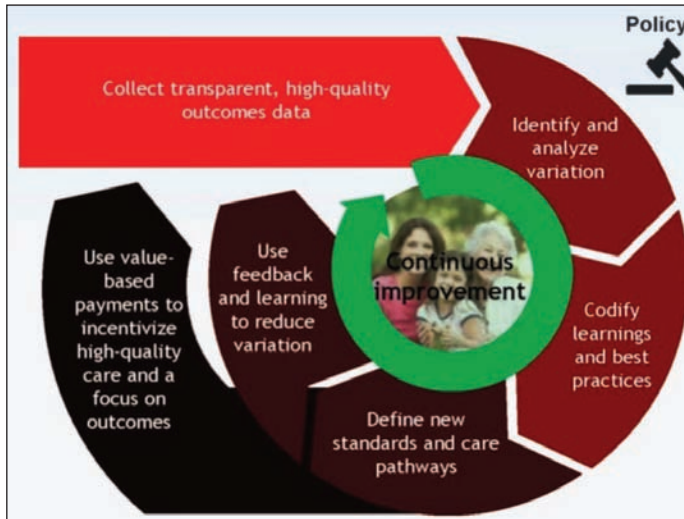 Policy
Collect transparent, high-quality
outcomes data
Identify and
analyze
variation
Codify
learnings
and best
practices
Define new
standards and care
pathways
Use
feedback
and learning
to reduce
variation
Use value-
based
payments to
incentivize
high-quality
care and a
focus on
outcomes
Continuous
improvement